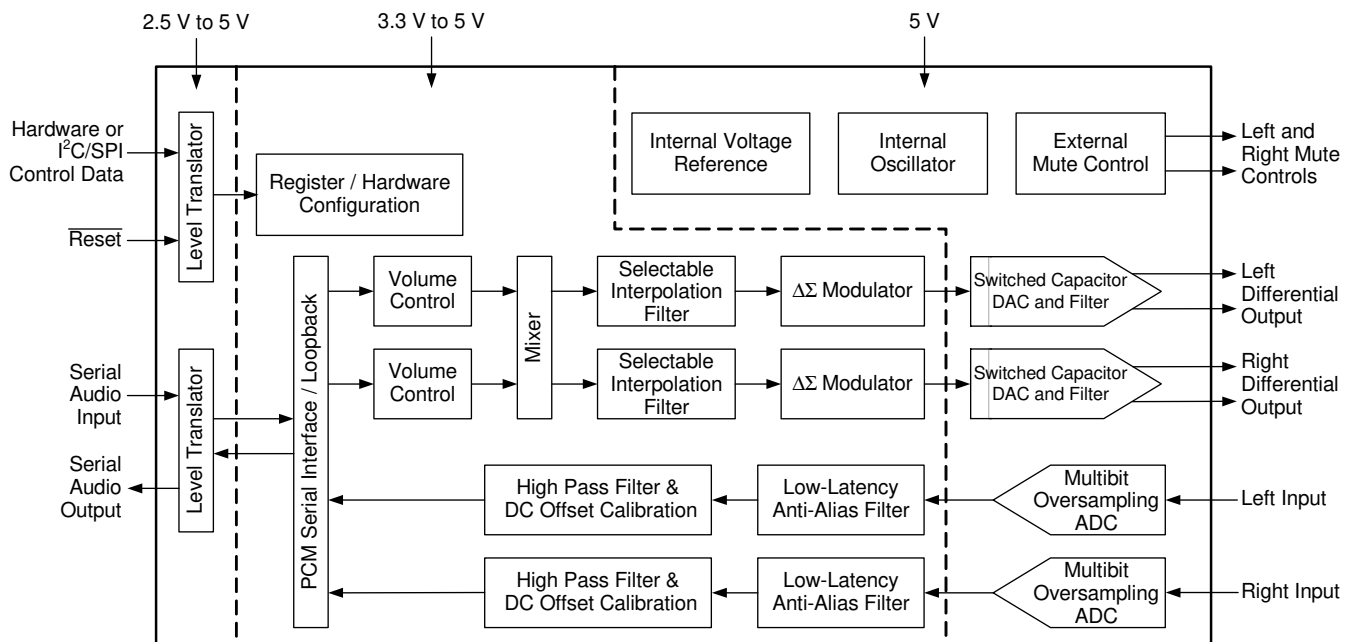 2.5 V to 5 V
3.3 V to 5 V
5 V
Hardware or
I²C/SPI
Control Data
Reset
Level Translator
Register / Hardware
Configuration
Internal Voltage
Reference
Internal
Oscillator
External
Mute Control
Left and
Right Mute
Controls
Serial
Audio
Input
Serial
Audio
Output
Level Translator
PCM Serial Interface / Loopback
Volume
Control
Volume
Control
Mixer
Selectable
Interpolation
Filter
ΔΣ Modulator
Switched Capacitor
DAC and Filter
Left
Differential
Output
Selectable
Interpolation
Filter
ΔΣ Modulator
Switched Capacitor
DAC and Filter
Right
Differential
Output
High Pass Filter &
DC Offset Calibration
Low-Latency
Anti-Alias Filter
Multibit
Oversampling
ADC
Left Input
High Pass Filter &
DC Offset Calibration
Low-Latency
Anti-Alias Filter
Multibit
Oversampling
ADC
Right Input